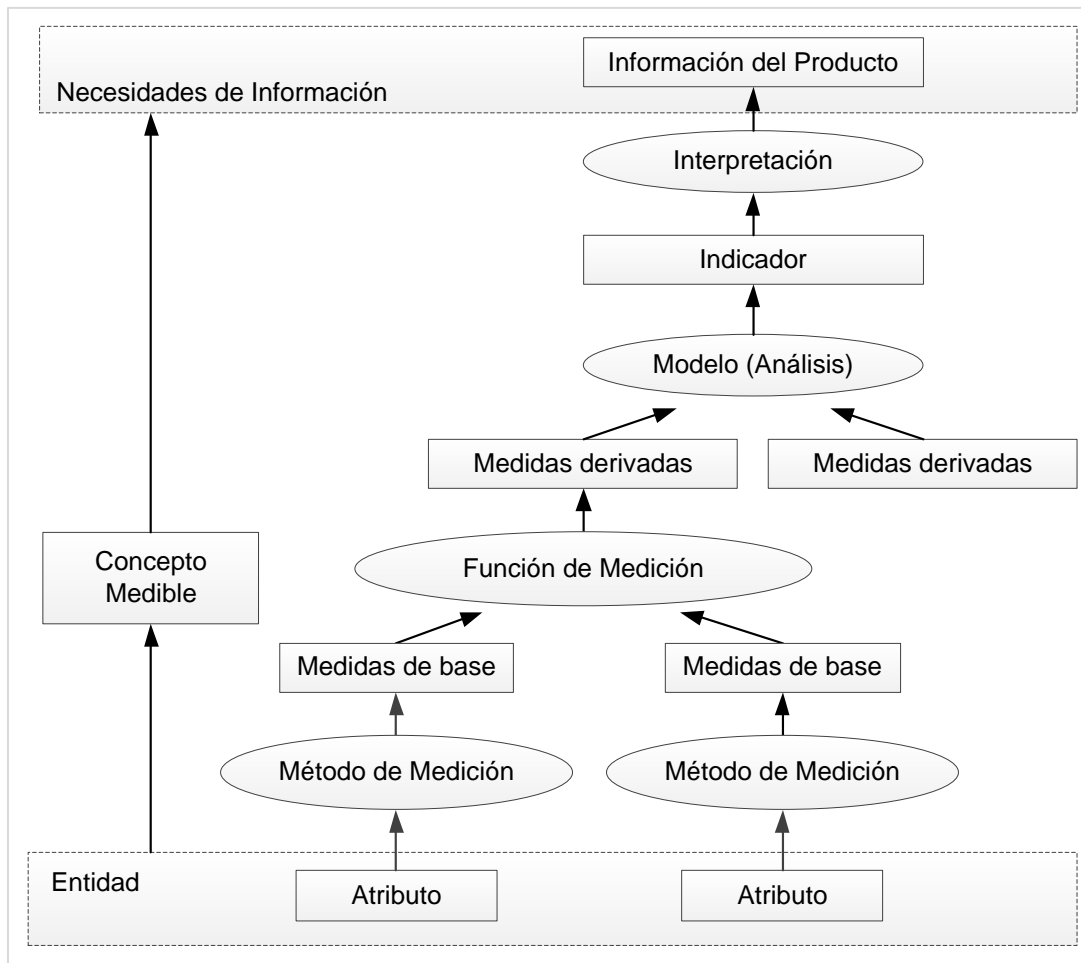 Información del Producto
Necesidades de Información
Interpretación
Indicador
Modelo (Análisis)
Medidas derivadas
Medidas derivadas
Concepto
Medible
Función de Medición
Medidas de base
Medidas de base
Método de Medición
Método de Medición
Entidad
Atributo
Atributo